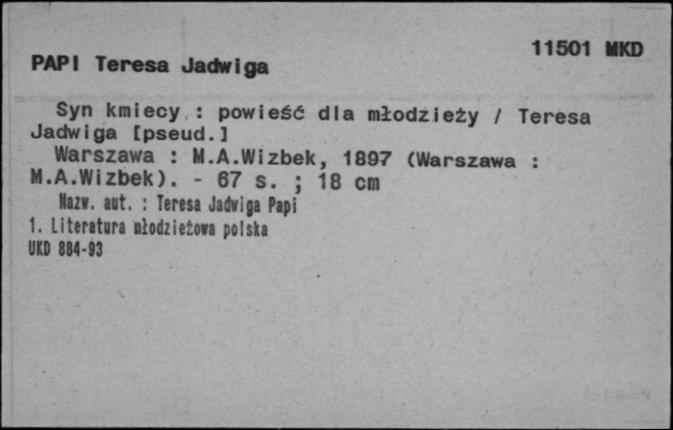 11501 MKD
PAPI Teresa Jadwiga
Syn kmiecy : powieść dla młodzieży / Teresa
Jadwiga [pseud.]
Warszawa : M.A.Wizbek, 1897 (Warszawa :
M.A.Wizbek). - 67 s. ; 18 cm
Nazw. aut. : Teresa Jadwiga Papi
1. Literatura młodzieżowa polska
UKD 884-93